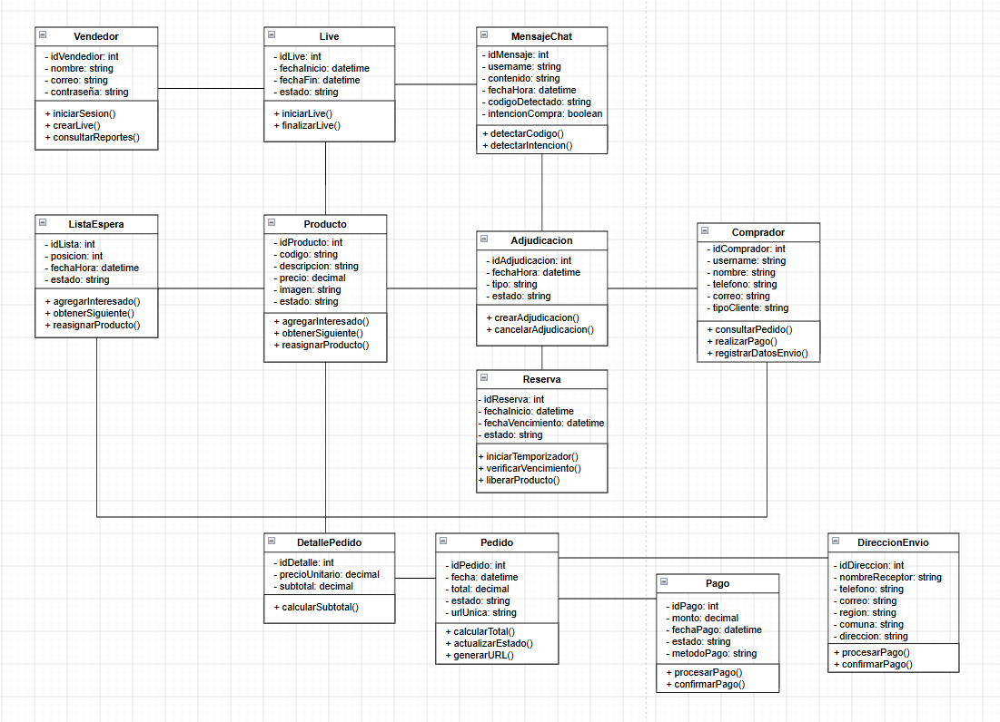 Vendedor
- idVendedior: int
- nombre: string
- correo: string
- contraseña: string
+ iniciarSesion()
+ crearLive()
+ consultarReportes()
Live
- idLive: int
- fechaInicio: datetime
- fechaFin: datetime
- estado: string
+ iniciarLive()
+ finalizarLive()
MensajeChat
- idMensaje: int
- username: string
- contenido: string
- fechaHora: datetime
- codigoDetectado: string
- intencionCompra: boolean
+ detectarCodigo()
+ detectarIntencion()
ListaEspera
- idLista: int
- posicion: int
- fechaHora: datetime
- estado: string
+ agregarInteresado()
+ obtenerSiguiente()
+ reasignarProducto()
Producto
- idProducto: int
- codigo: string
- descripcion: string
- precio: decimal
- imagen: string
- estado: string
+ agregarInteresado()
+ obtenerSiguiente()
+ reasignarProducto()
Adjudicacion
- idAdjudicacion: int
- fechaHora: datetime
- tipo: string
- estado: string
+ crearAdjudicacion()
+ cancelarAdjudicacion()
Comprador
- idComprador: int
- username: string
- nombre: string
- telefono: string
- correo: string
- tipoCliente: string
+ consultarPedido()
+ realizarPago()
+ registrarDatosEnvio()
Reserva
- idReserva: int
- fechaInicio: datetime
- fechaVencimiento: datetime
- estado: string
+ iniciarTemporizador()
+ verificarVencimiento()
+ liberarProducto()
DetallePedido
- idDetalle: int
- precioUnitario: decimal
- subtotal: decimal
+ calcularSubtotal()
Pedido
- idPedido: int
- fecha: datetime
- total: decimal
- estado: string
- urlUnica: string
+ calcularTotal()
+ actualizarEstado()
+ generarURL()
Pago
- idPago: int
- monto: decimal
- fechaPago: datetime
- estado: string
- metodoPago: string
+ procesarPago()
+ confirmarPago()
DireccionEnvio
- idDireccion: int
- nombreReceptor: string
- telefono: string
- correo: string
- region: string
- comuna: string
- direccion: string
+ procesarPago()
+ confirmarPago()